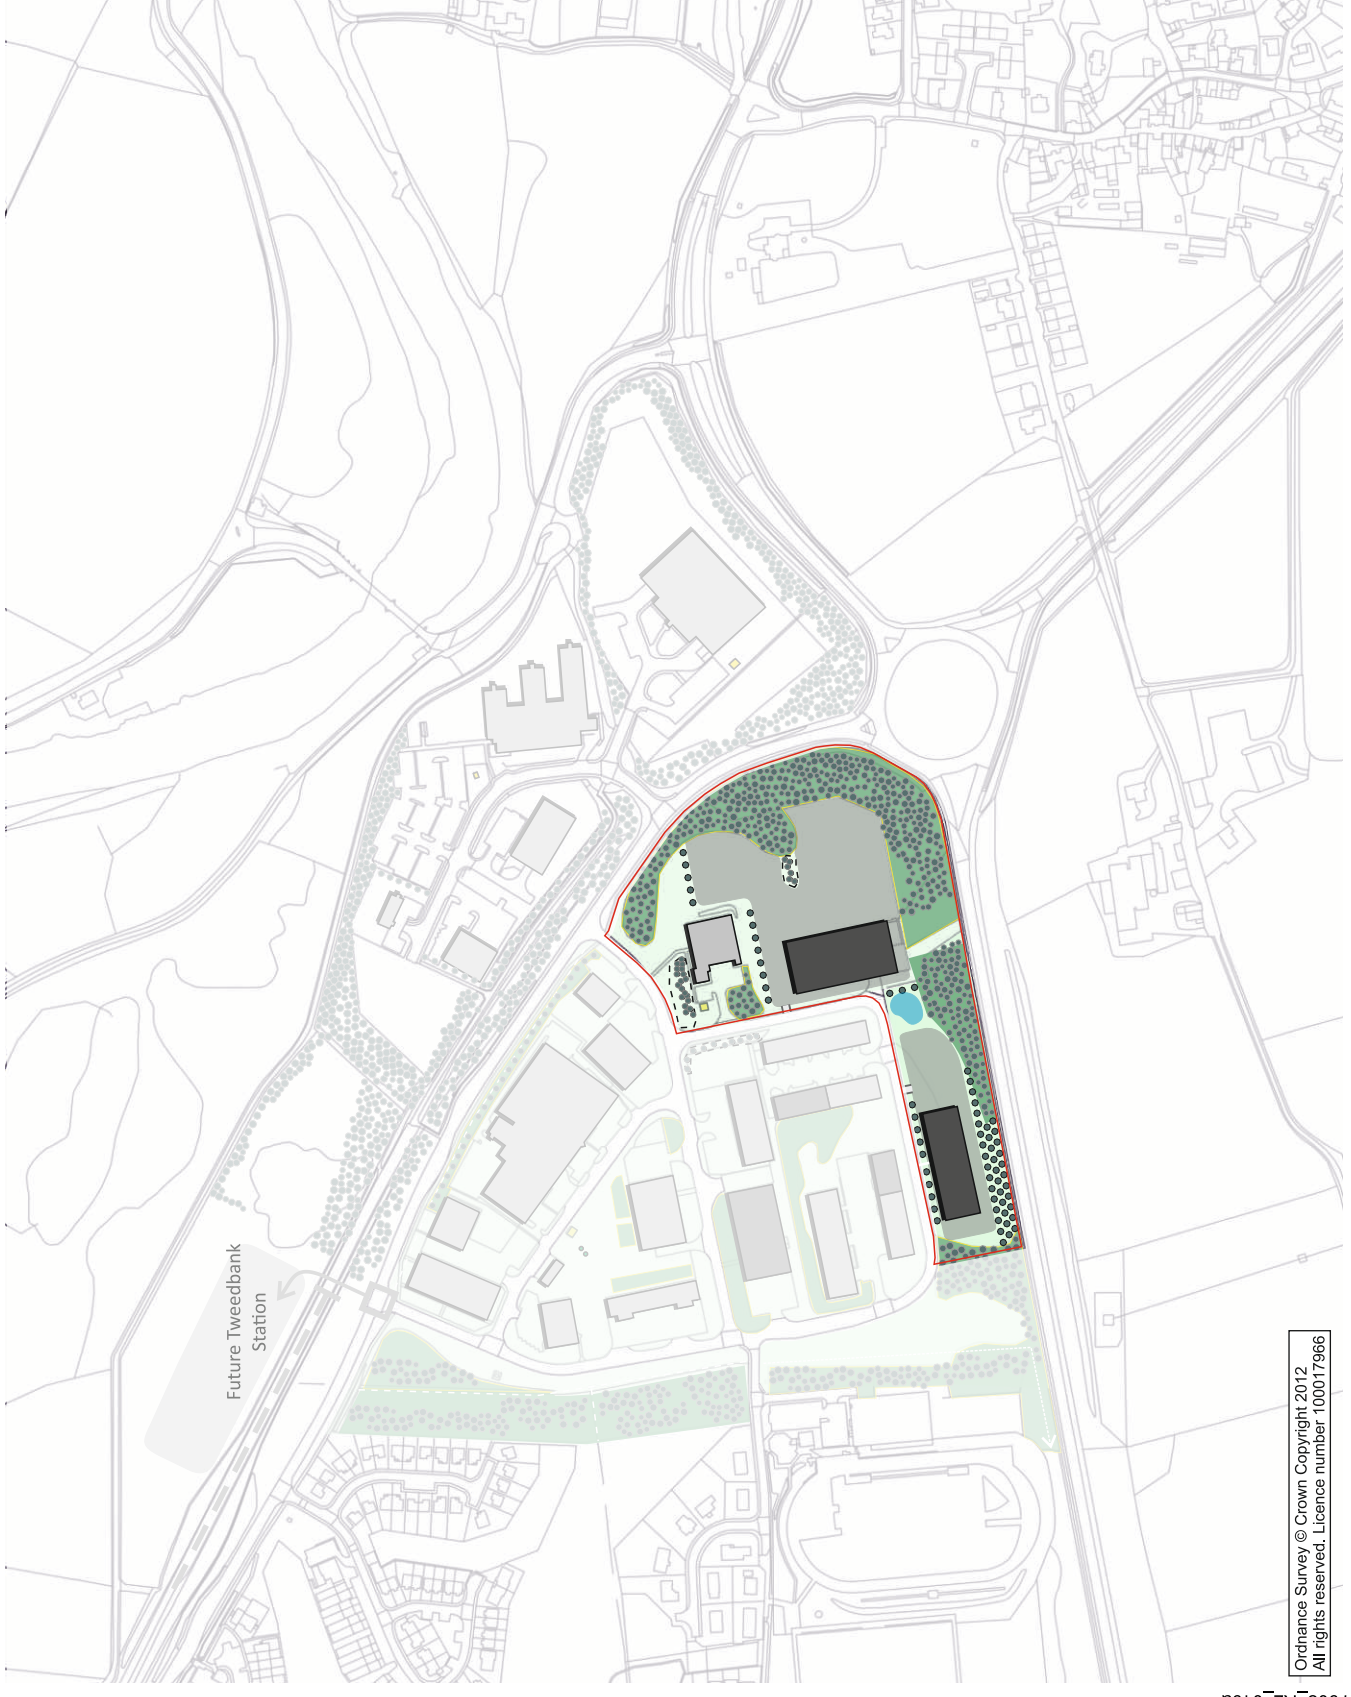 Future Tweedbank
Station
Ordnance Survey © Crown Copyright 2012
All rights reserved. Licence number 100017966